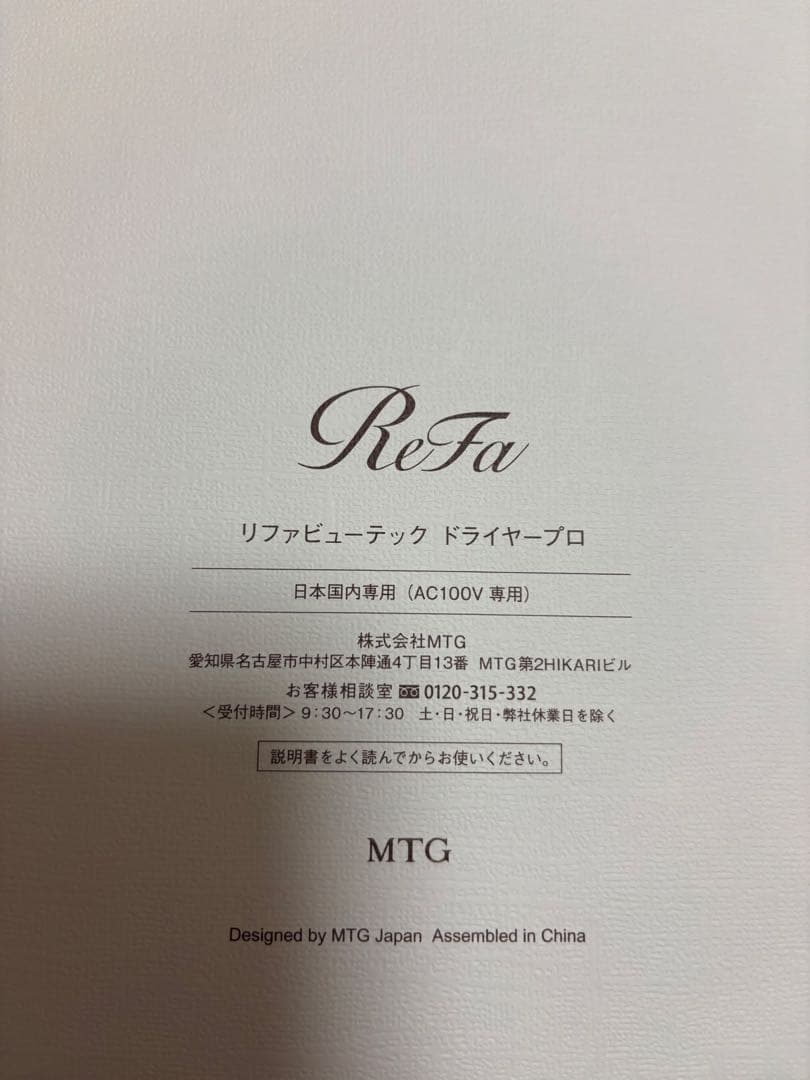 ReFa
リファビューテック ドライヤープロ
日本国内専用（AC100V 専用）
株式会社MTG
愛知県名古屋市中村区本陣通4丁目13番 MTG第2HIKARIビル
お客様相談室 0120-315-332
＜受付時間＞9：30～17：30 土・日・祝日・弊社休業日を除く
説明書をよく読んでからお使いください。
MTG
Designed by MTG Japan Assembled in China